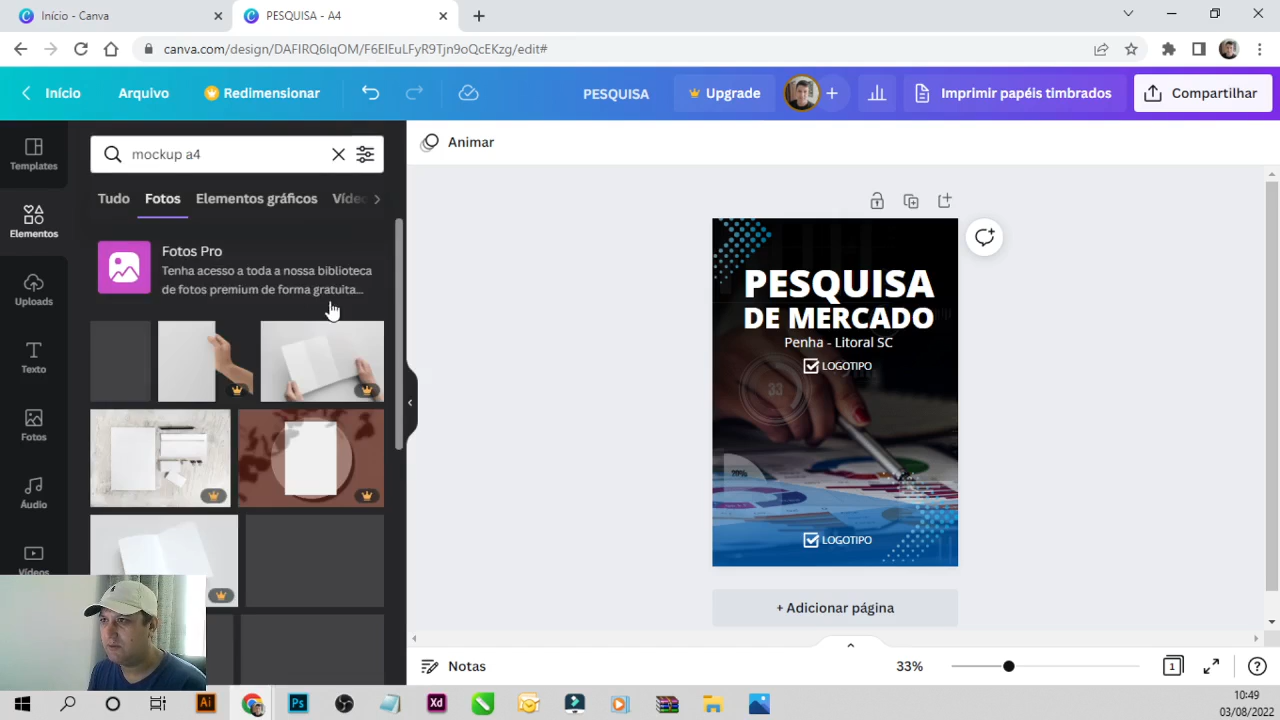 Início - Canva
PESQUISA - A4
canva.com/design/DAFIRQ6lqOM/F6ElEuLFyR9Tjn9oQcEKzg/edit#
Início
Arquivo
Redimensionar
PESQUISA
Upgrade
Imprimir papéis timbrados
Compartilhar
Templates
Elementos
Uploads
Texto
Fotos
Áudio
Vídeos
mockup a4
Tudo
Fotos
Elementos gráficos
Víde
Fotos Pro
Tenha acesso a toda a nossa biblioteca
de fotos premium de forma gratuita...
Animar
PESQUISA
DE MERCADO
Penha - Litoral SC
LOGOTIPO
33
20%
LOGOTIPO
+ Adicionar página
Notas
33%
1
10:49
03/08/2022